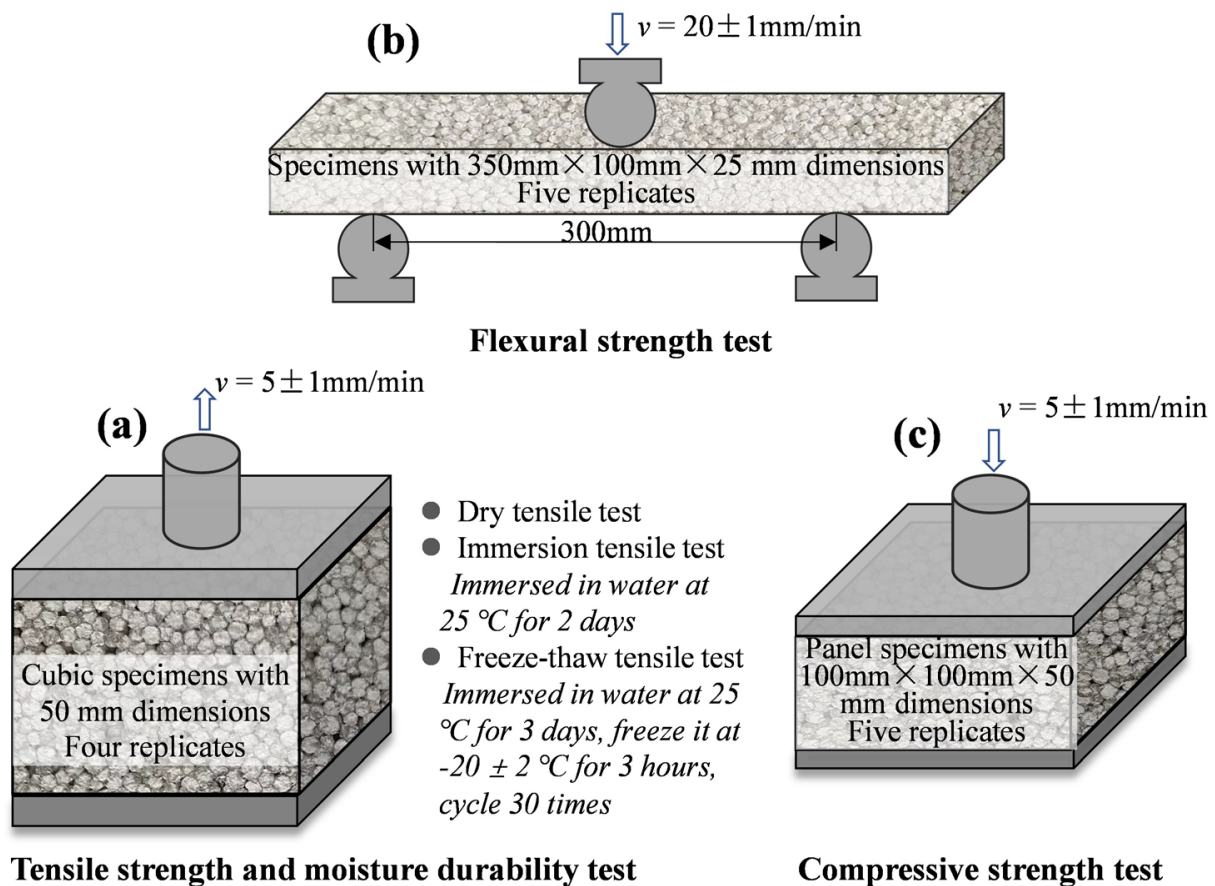 (b)
v = 20±1mm/min
Specimens with 350mm×100mm×25 mm dimensions
Five replicates
300mm
Flexural strength test
(a)
v = 5±1mm/min
Cubic specimens with
50 mm dimensions
Four replicates
● Dry tensile test
● Immersion tensile test
Immersed in water at
25 °C for 2 days
● Freeze-thaw tensile test
Immersed in water at 25
°C for 3 days, freeze it at
-20 ± 2 °C for 3 hours,
cycle 30 times
Tensile strength and moisture durability test
(c)
v = 5±1mm/min
Panel specimens with
100mm×100mm×50
mm dimensions
Five replicates
Compressive strength test